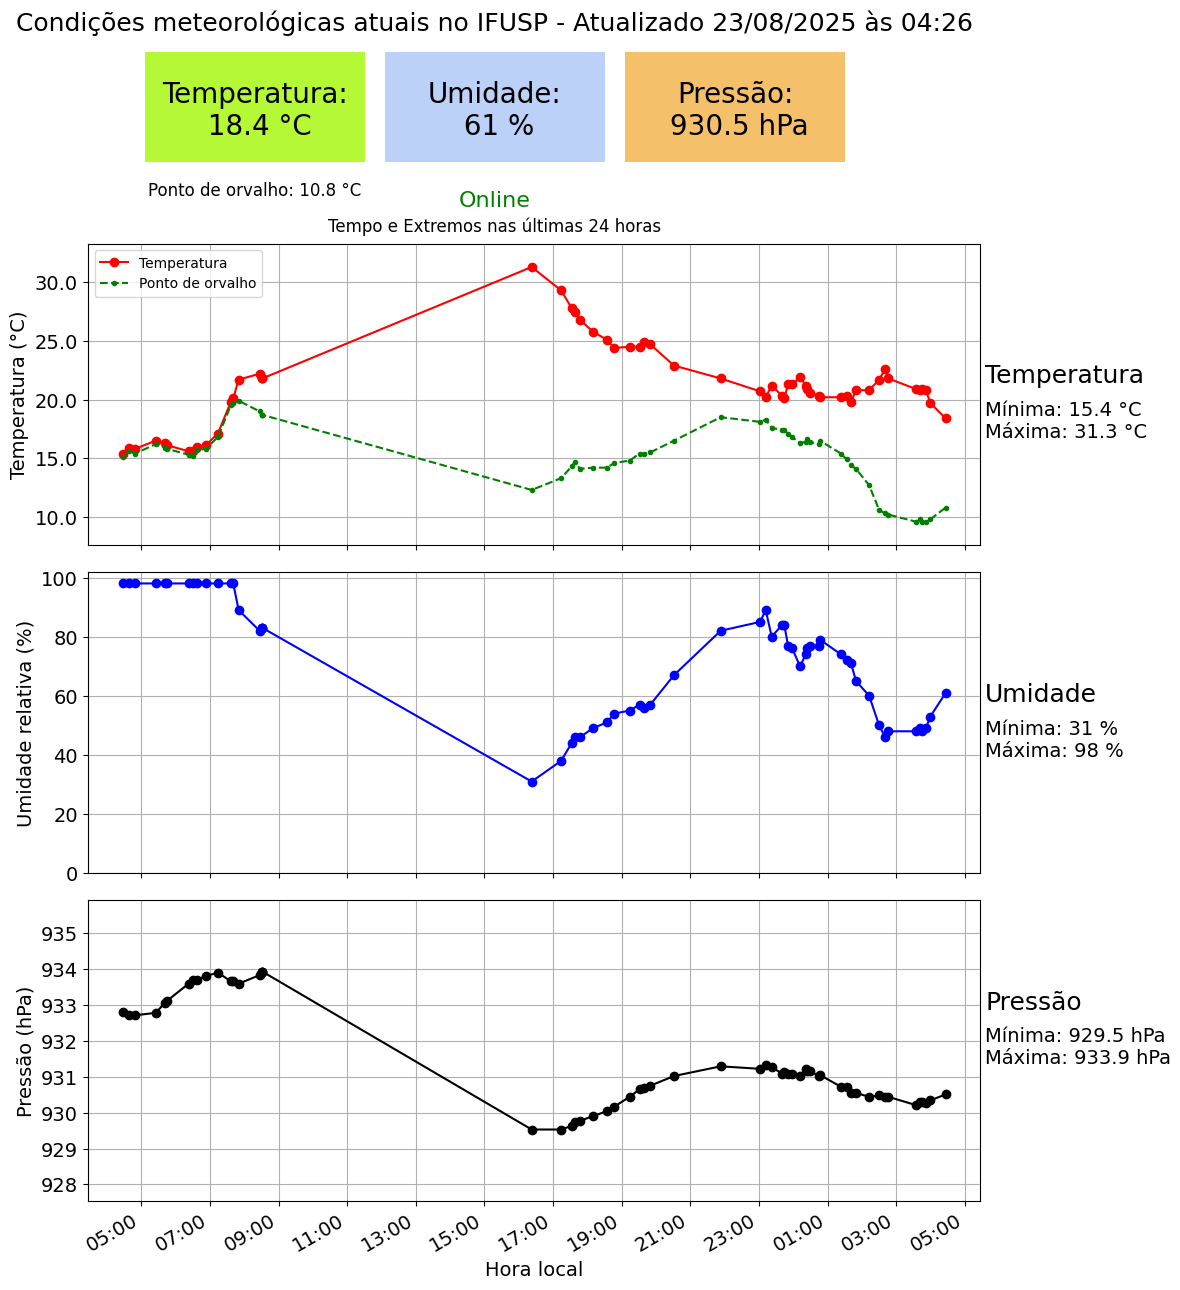 Condições meteorológicas atuais no IFUSP - Atualizado 23/08/2025 às 04:26
Temperatura:
18.4 °C
Umidade:
61 %
Pressão:
930.5 hPa
Ponto de orvalho: 10.8 °C
Online
Tempo e Extremos nas últimas 24 horas
Temperatura
Ponto de orvalho
Temperatura (°C)
30.0
25.0
20.0
15.0
10.0
Temperatura
Mínima: 15.4 °C
Máxima: 31.3 °C
Umidade relativa (%)
100
80
60
40
20
0
Umidade
Mínima: 31 %
Máxima: 98 %
Pressão (hPa)
935
934
933
932
931
930
929
928
Pressão
Mínima: 929.5 hPa
Máxima: 933.9 hPa
05:00
07:00
09:00
11:00
13:00
15:00
17:00
19:00
21:00
23:00
01:00
03:00
05:00
Hora local